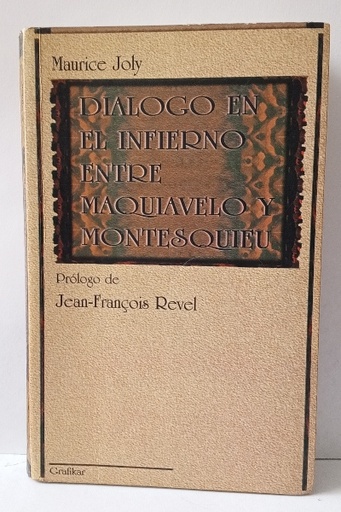 Maurice Joly
DIALOGO EN
EL INFIERNO
ENTRE
MAQUIAVELO Y
MONTESQUIEU
Prólogo de
Jean-François Revel
Grafikar